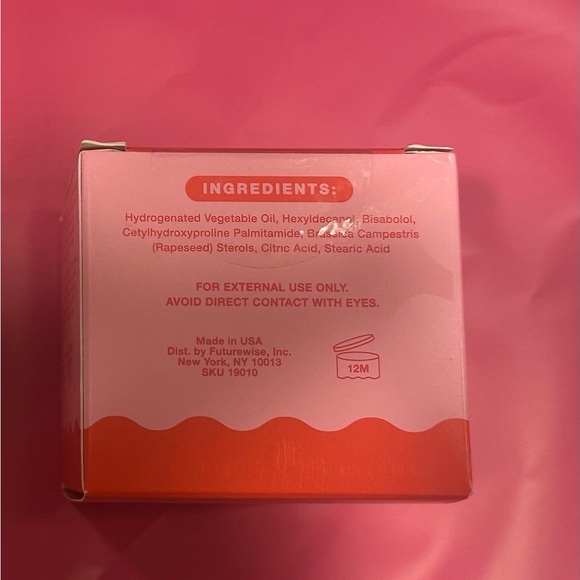 INGREDIENTS:
Hydrogenated Vegetable Oil, Hexyldecanol, Bisabolol,
Cetylhydroxyproline Palmitamide, Brassica Campestris
(Rapeseed) Sterols, Citric Acid, Stearic Acid
FOR EXTERNAL USE ONLY.
AVOID DIRECT CONTACT WITH EYES.
Made in USA
Dist. by Futurewise, Inc.
New York, NY 10013
SKU 19010
12M